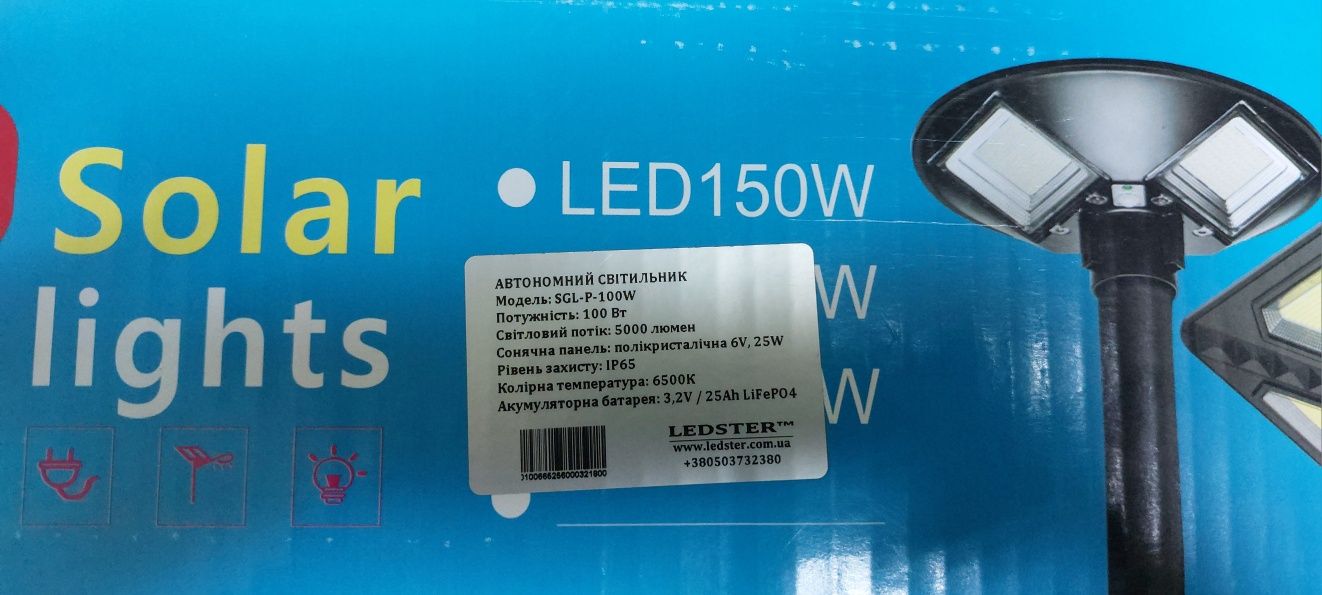 Solar
lights
LED150W
W
W
АВТОНОМНИЙ СВІТИЛЬНИК
Модель: SGL-P-100W
Потужність: 100 Вт
Світловий потік: 5000 люмен
Сонячна панель: полікристалічна 6V, 25W
Рівень захисту: IP65
Колірна температура: 6500К
Акумуляторна батарея: 3,2V / 25Ah LiFePO4
LEDSTER™
www.ledster.com.ua
+380503732380